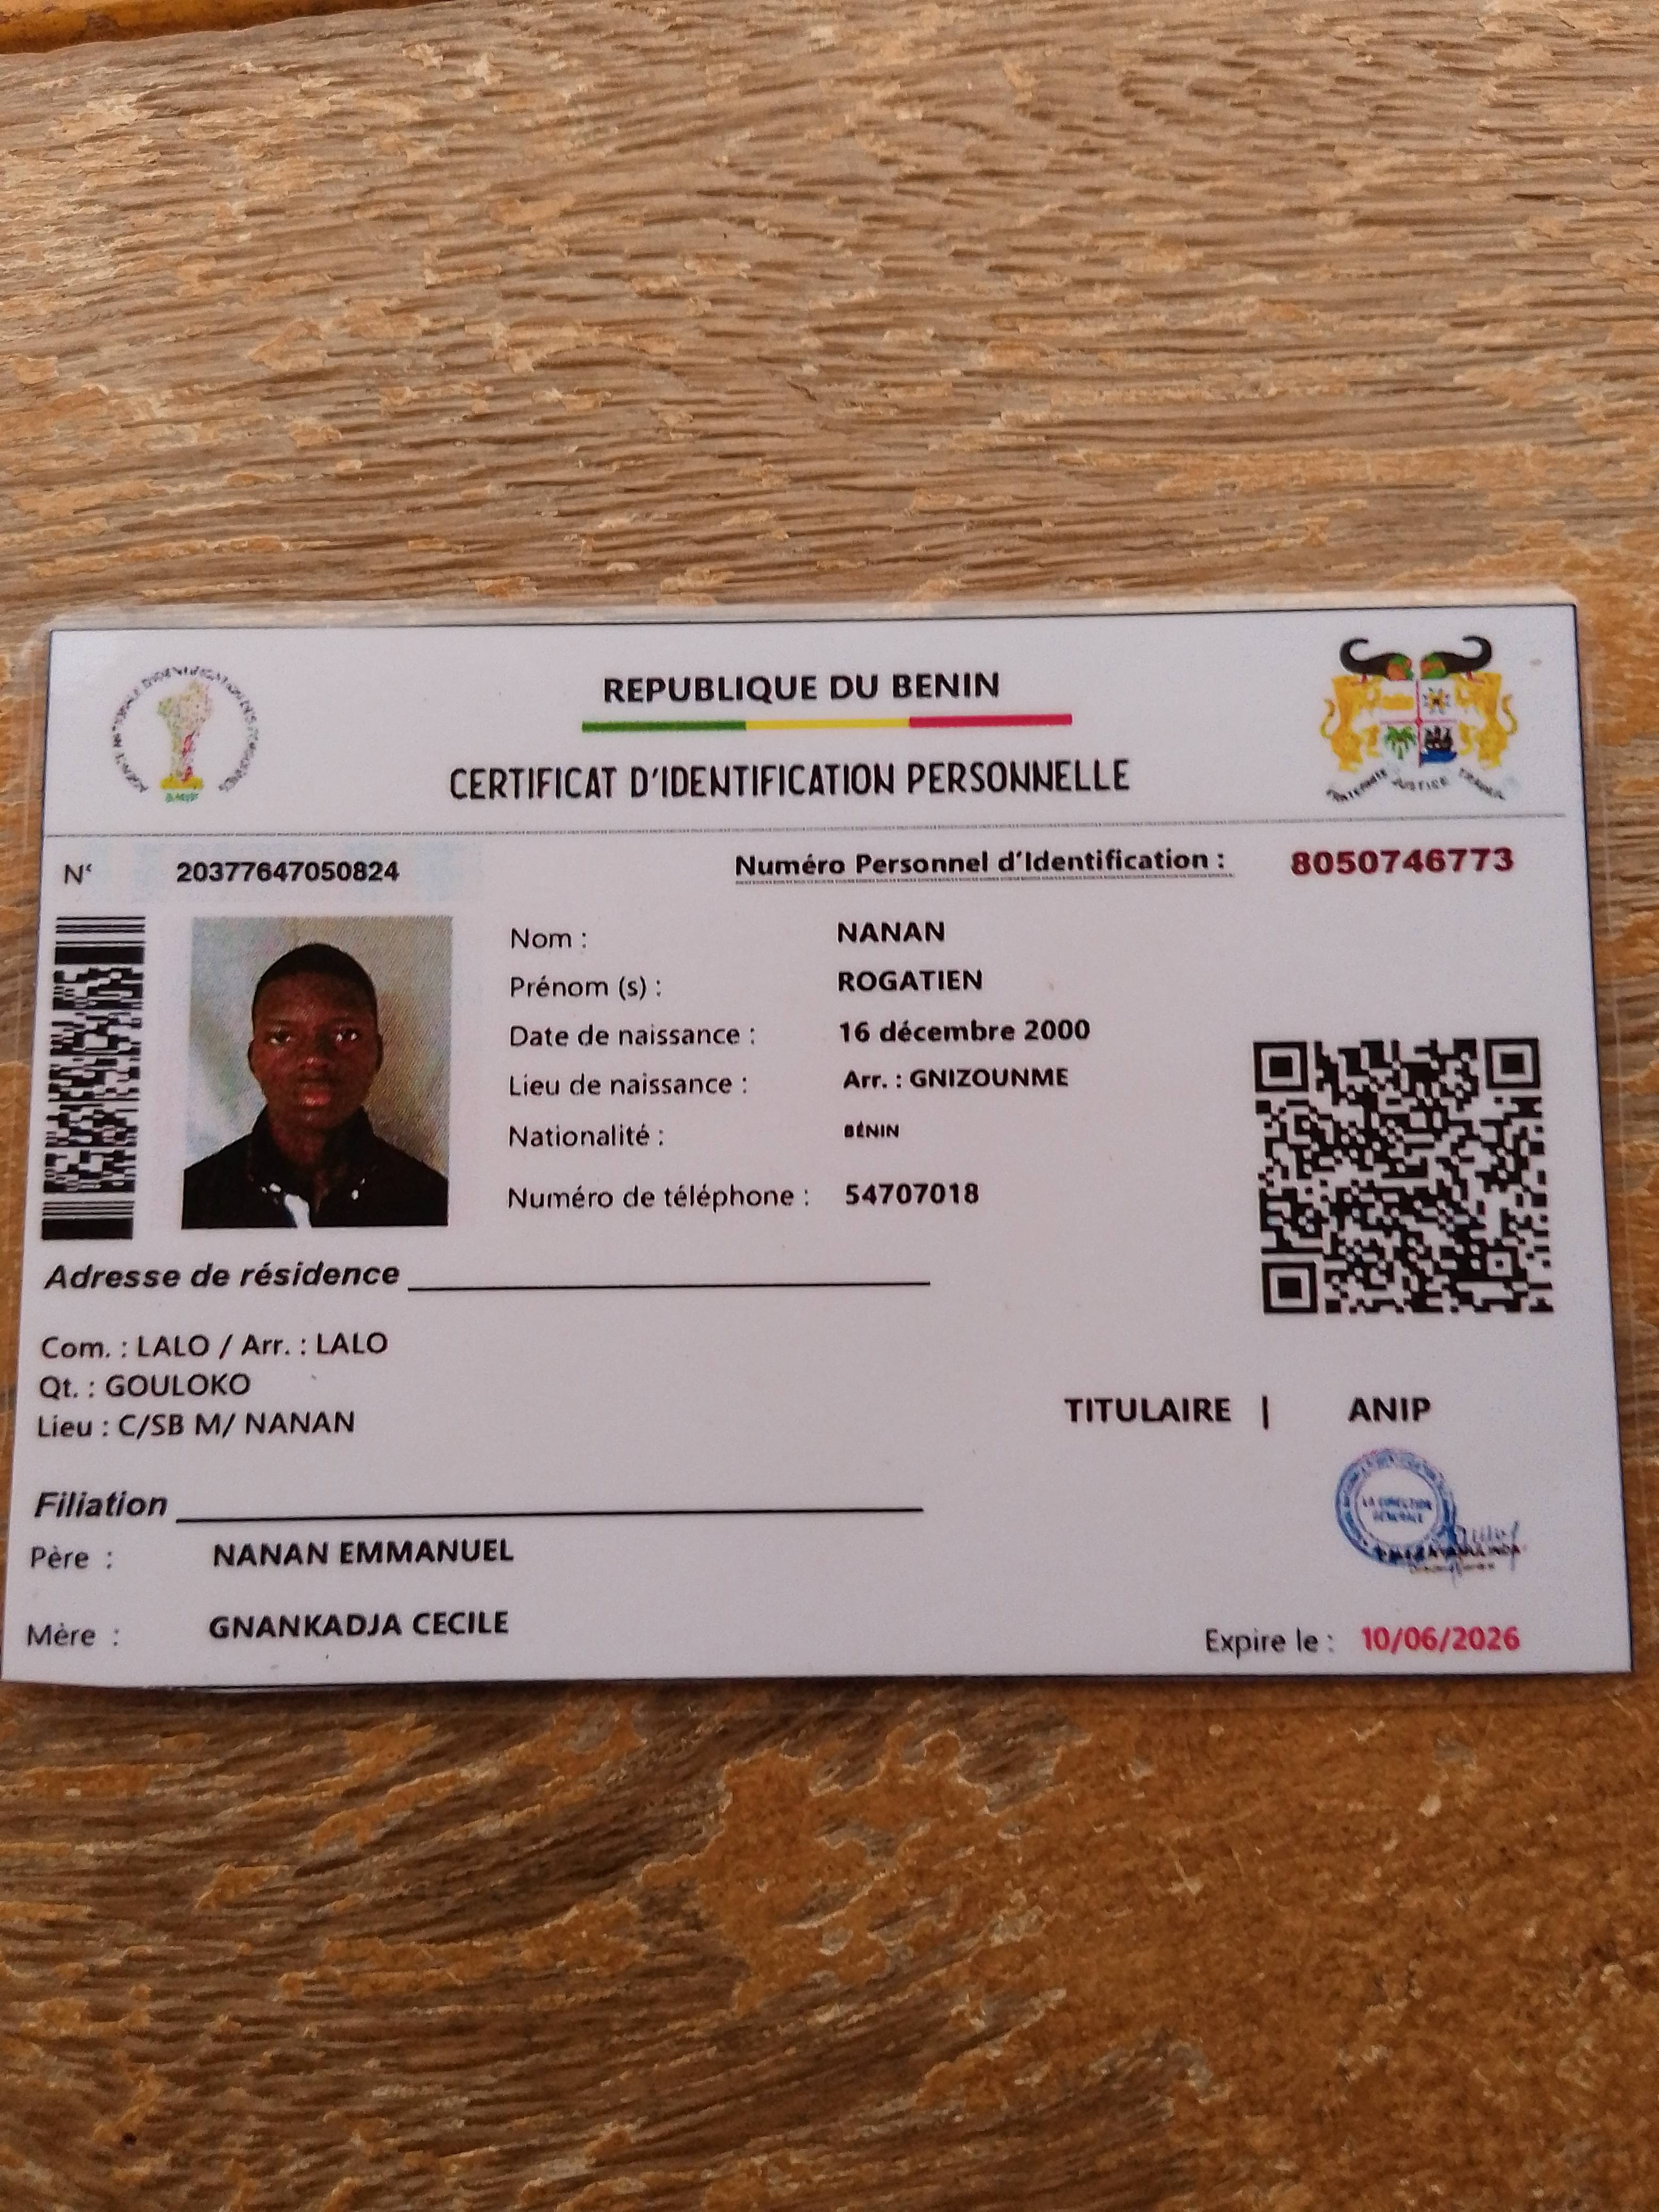 REPUBLIQUE DU BENIN
CERTIFICAT D'IDENTIFICATION PERSONNELLE
FRATERNITE JUSTICE TRAVAIL
N° 20377647050824
Numéro Personnel d'Identification : 8050746773
Nom : NANAN
Prénom (s) : ROGATIEN
Date de naissance : 16 décembre 2000
Lieu de naissance : Arr. : GNIZOUNME
Nationalité : BÉNIN
Numéro de téléphone : 54707018
Adresse de résidence
Com. : LALO / Arr. : LALO
Qt. : GOULOKO
Lieu : C/SB M/ NANAN
TITULAIRE | ANIP
LA DIRECTION
GENERALE
Filiation
Père : NANAN EMMANUEL
Mère : GNANKADJA CECILE
Expire le : 10/06/2026